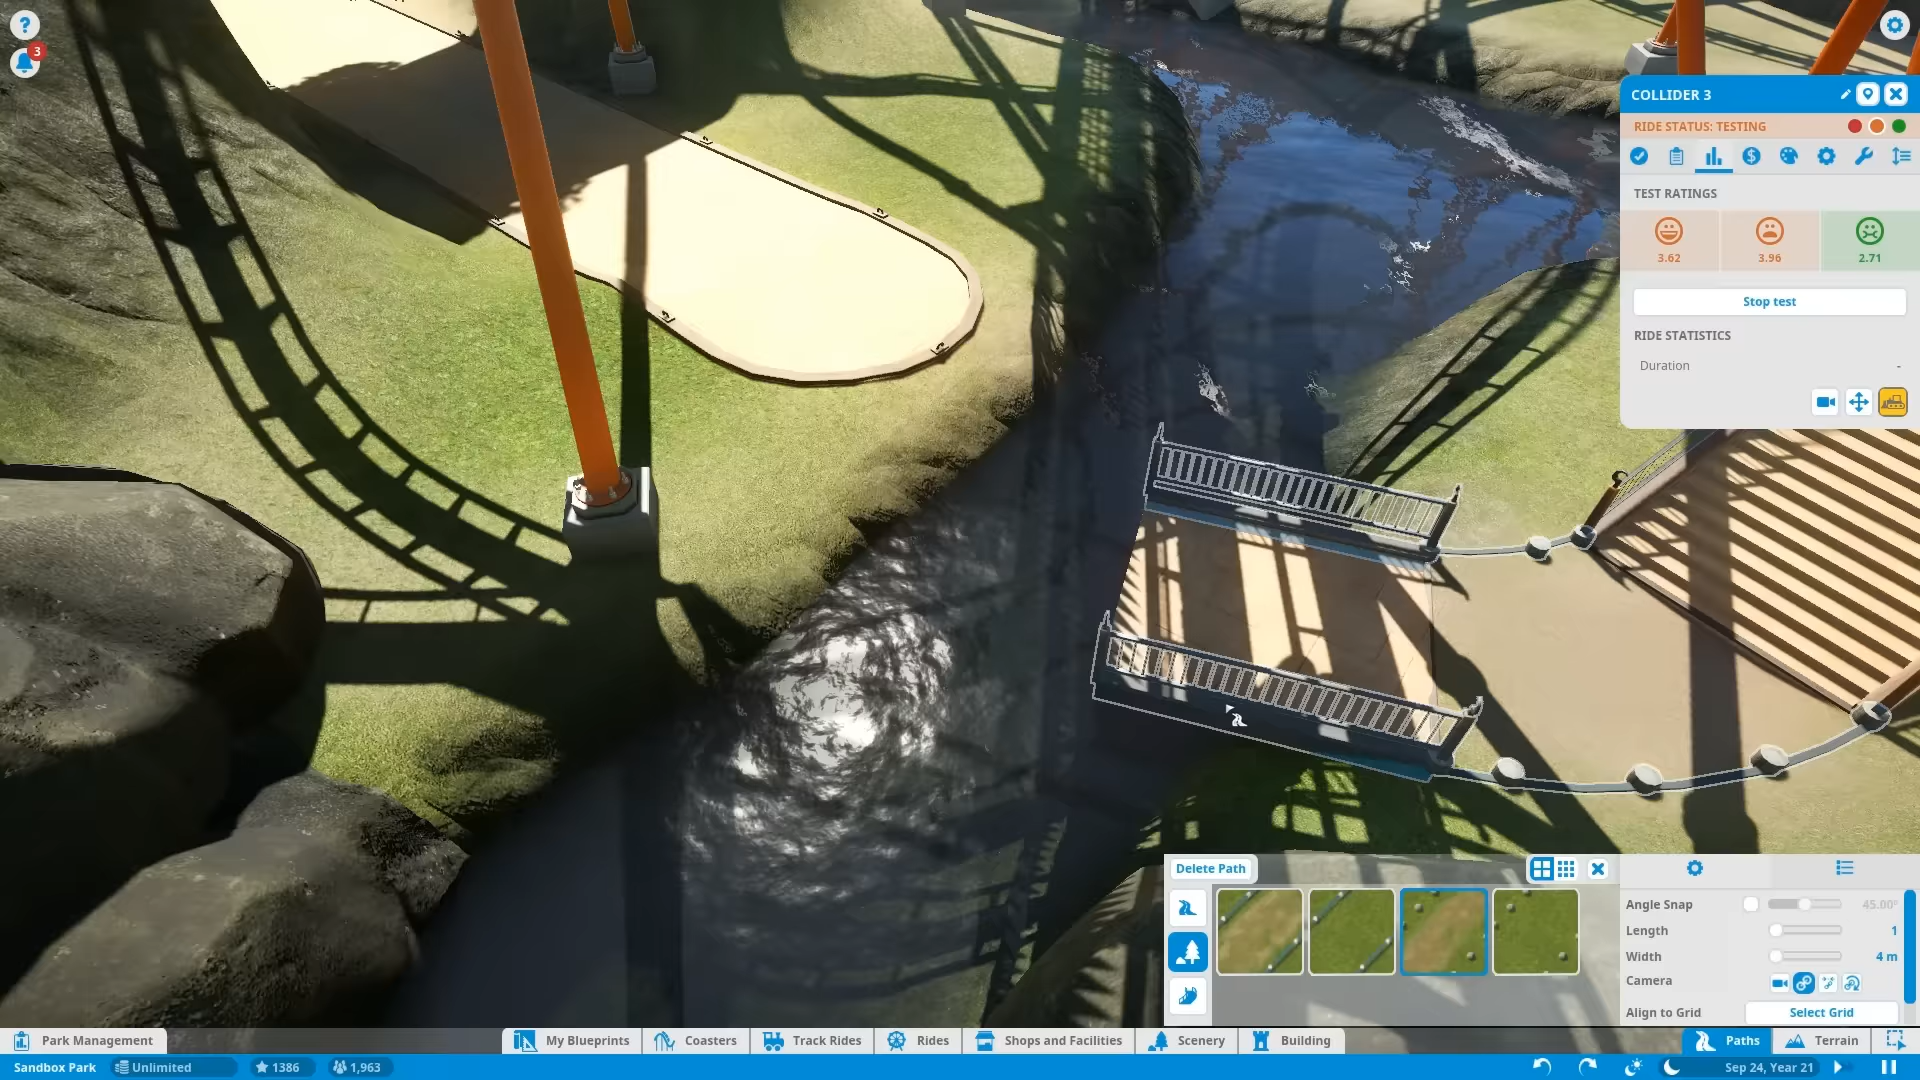 ?
3
COLLIDER 3
RIDE STATUS: TESTING
TEST RATINGS
3.62
3.96
2.71
Stop test
RIDE STATISTICS
Duration -
Delete Path
Angle Snap 45.00°
Length 1
Width 4 m
Camera
Align to Grid Select Grid
Park Management
My Blueprints
Coasters
Track Rides
Rides
Shops and Facilities
Scenery
Building
Paths
Terrain
Sandbox Park
Unlimited
1386
1,963
Sep 24, Year 21